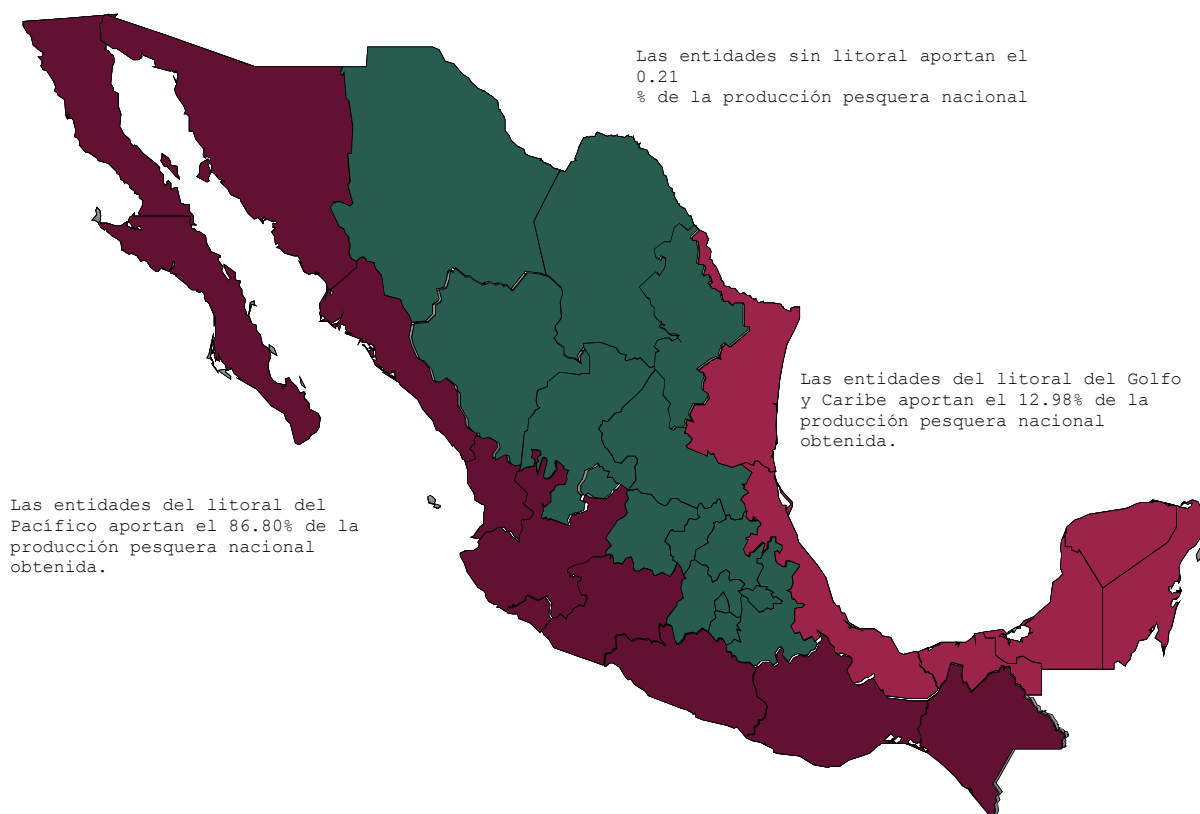 Las entidades sin litoral aportan el
0.21
% de la producción pesquera nacional
Las entidades del litoral del Golfo
y Caribe aportan el 12.98% de la
producción pesquera nacional
obtenida.
Las entidades del litoral del
Pacífico aportan el 86.80% de la
producción pesquera nacional
obtenida.